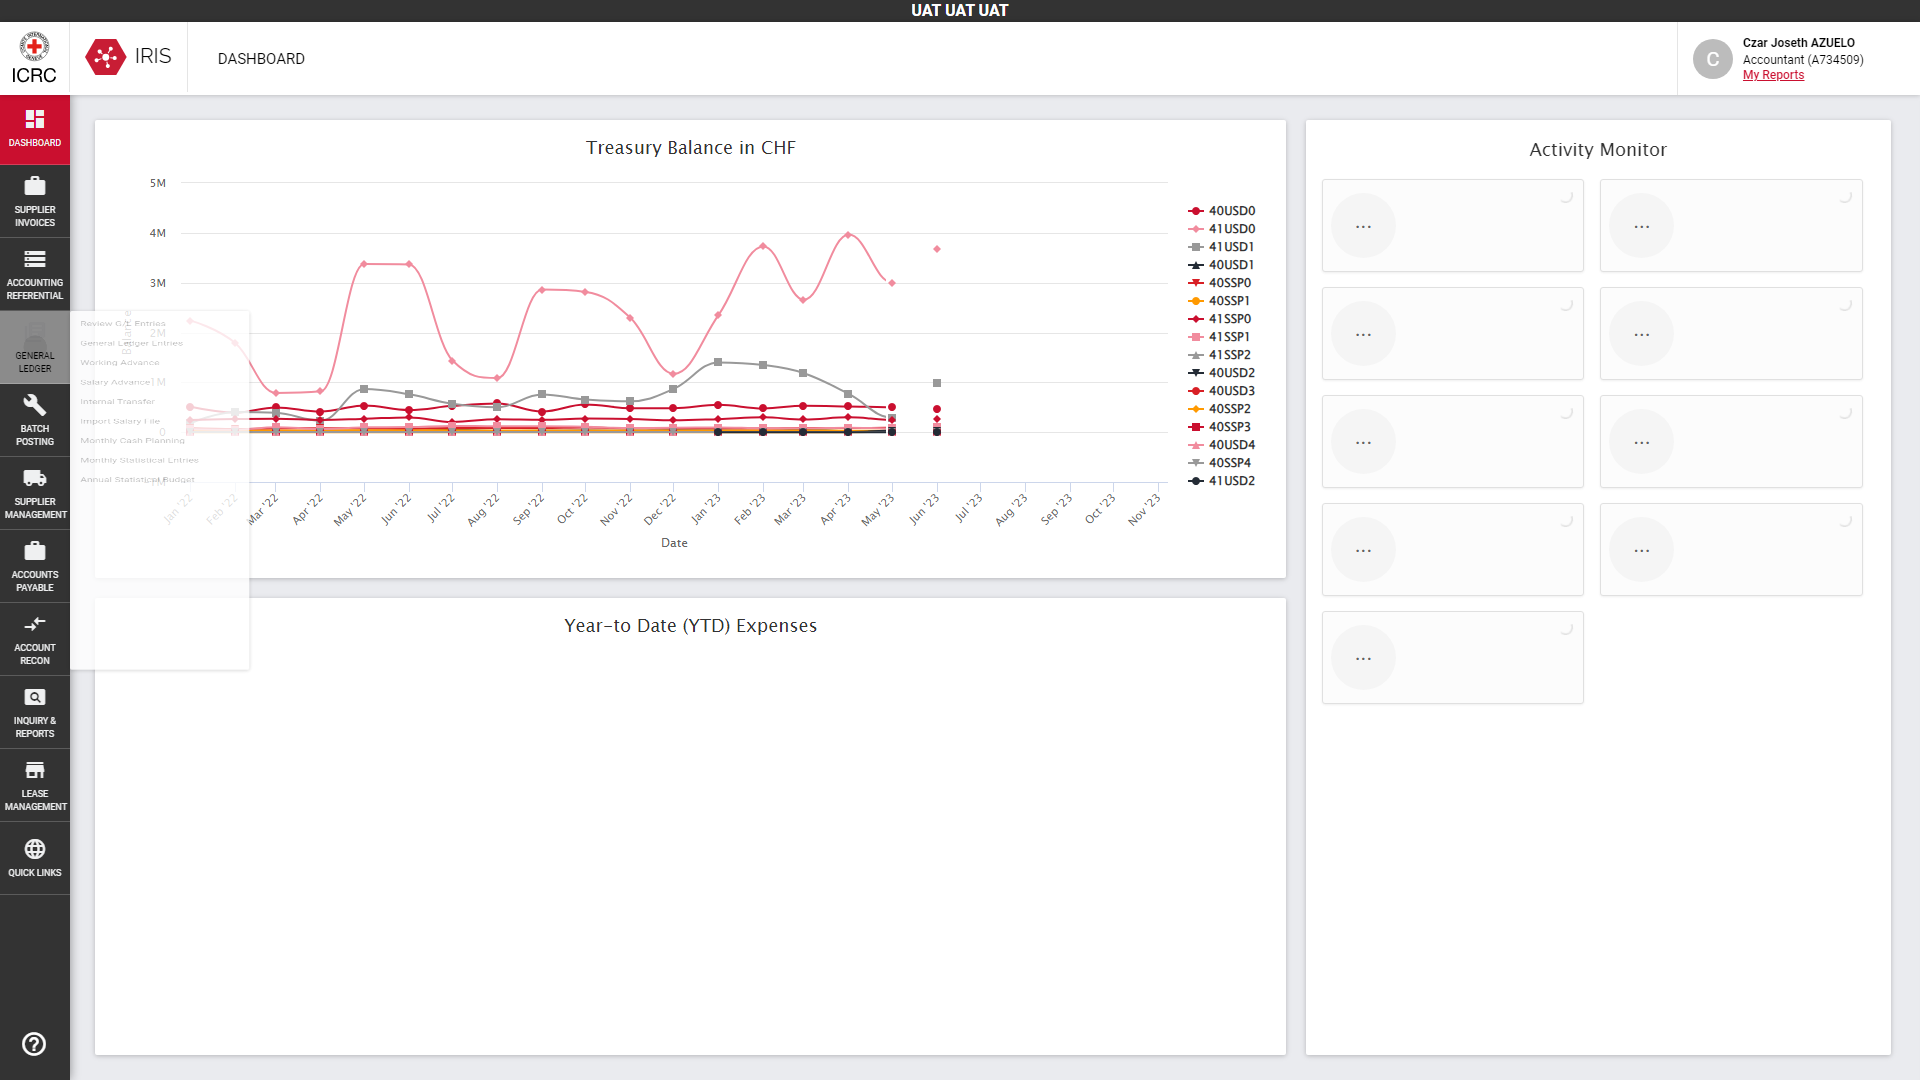 UAT UAT UAT
ICRC
IRIS
DASHBOARD
C
Czar Joseth AZUELO
Accountant (A734509)
My Reports
DASHBOARD
SUPPLIER
INVOICES
ACCOUNTING
REFERENTIAL
GENERAL
LEDGER
BATCH
POSTING
SUPPLIER
MANAGEMENT
ACCOUNTS
PAYABLE
ACCOUNT
RECON
INQUIRY &
REPORTS
LEASE
MANAGEMENT
QUICK LINKS
Review G/L Entries
General Ledger Entries
Working Advance
Salary Advance
Internal Transfer
Import Salary File
Monthly Cash Planning
Monthly Statistical Entries
Annual Statistical Budget
Treasury Balance in CHF
Balance
5M
4M
3M
2M
1M
0
Jan '22
Feb '22
Mar '22
Apr '22
May '22
Jun '22
Jul '22
Aug '22
Sep '22
Oct '22
Nov '22
Dec '22
Jan '23
Feb '23
Mar '23
Apr '23
May '23
Jun '23
Jul '23
Aug '23
Sep '23
Oct '23
Nov '23
Date
40USD0
41USD0
41USD1
40USD1
40SSP0
40SSP1
41SSP0
41SSP1
41SSP2
40USD2
40USD3
40SSP2
40SSP3
40USD4
40SSP4
41USD2
Year-to Date (YTD) Expenses
Activity Monitor
...
...
...
...
...
...
...
...
...